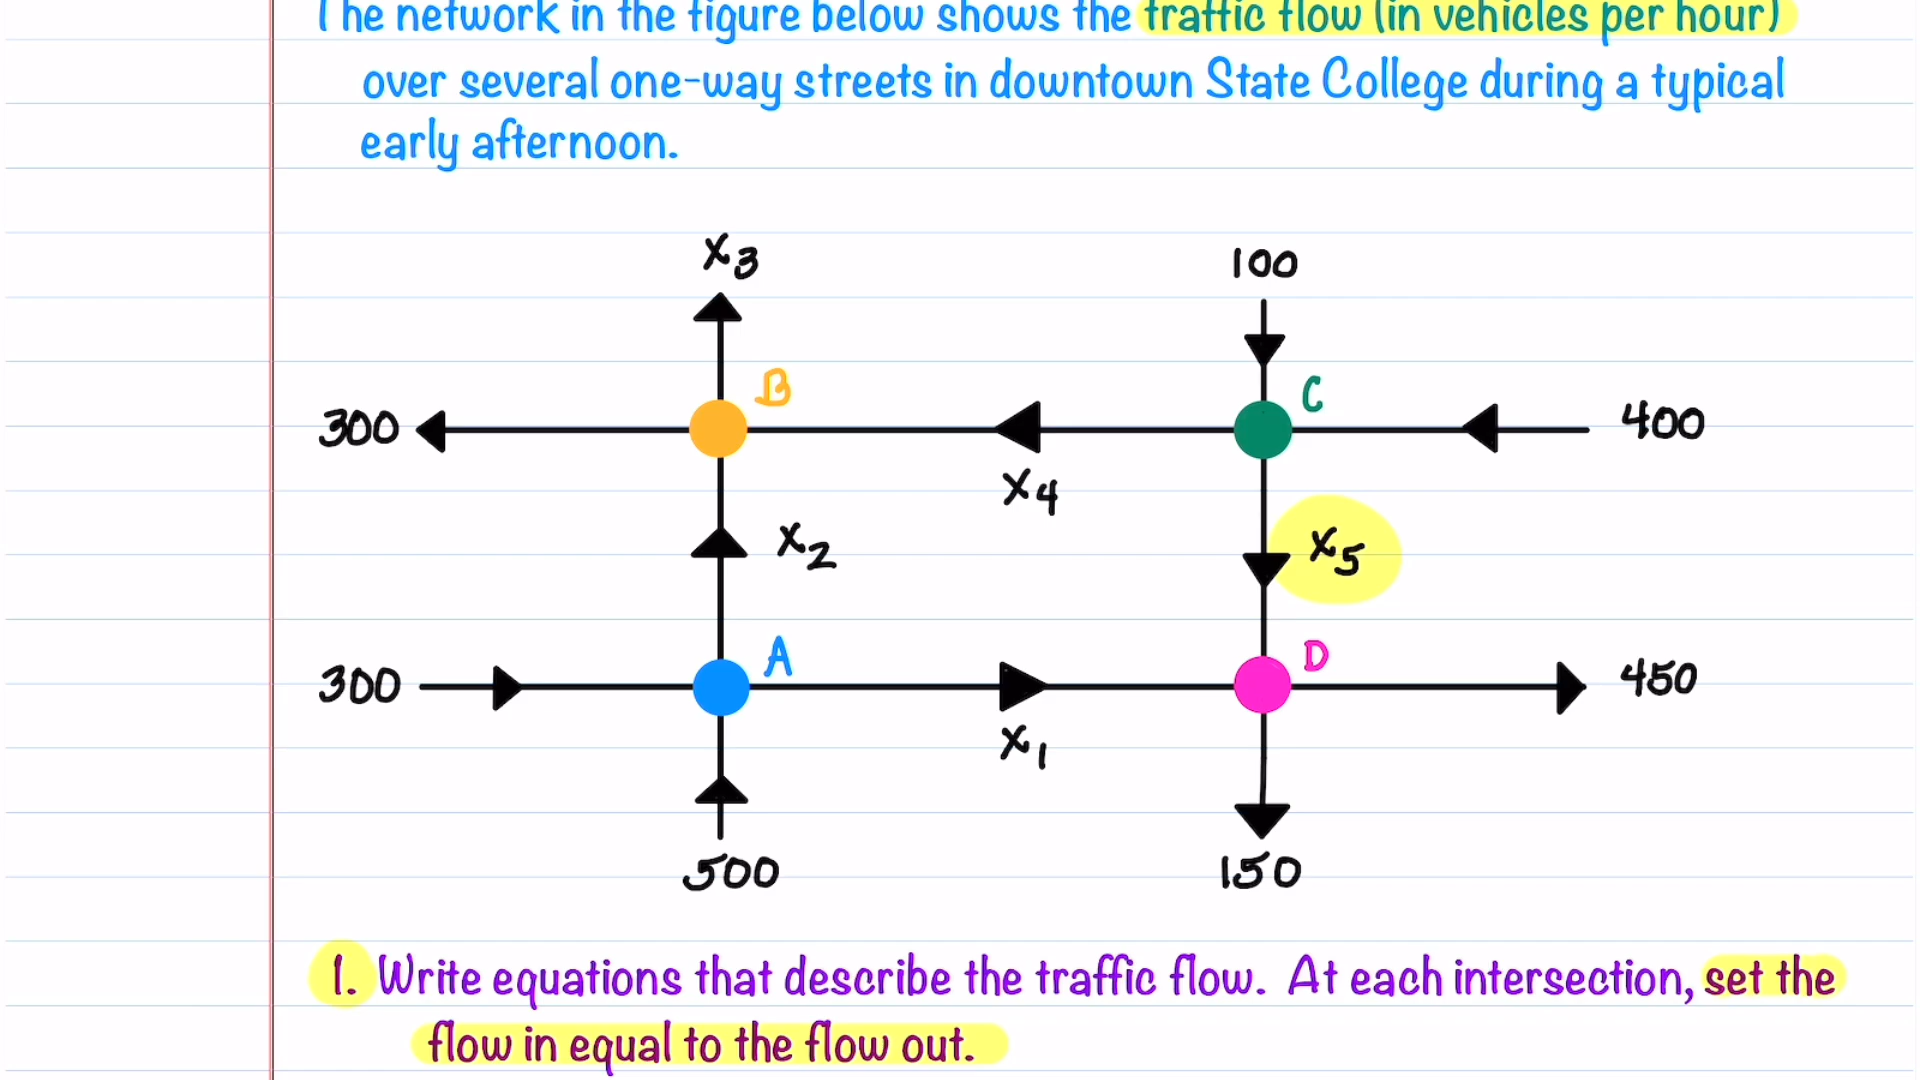 The network in the figure below shows the traffic flow (in vehicles per hour)
over several one-way streets in downtown State College during a typical
early afternoon.
x₃
100
B
C
300
400
x₄
x₂
x₅
A
D
300
450
x₁
500
150
1. Write equations that describe the traffic flow. At each intersection, set the
flow in equal to the flow out.